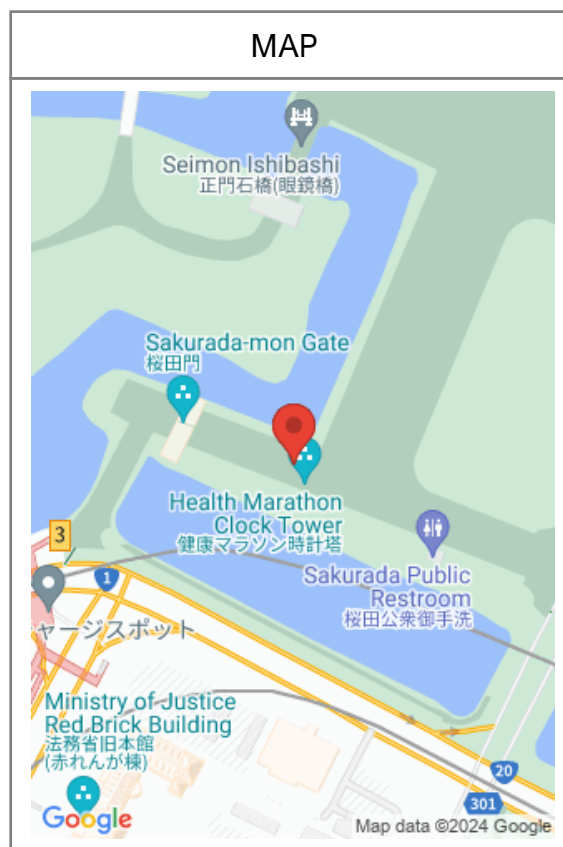 MAP
Seimon Ishibashi
正門石橋(眼鏡橋)
Sakurada-mon Gate
桜田門
Health Marathon
Clock Tower
健康マラソン時計塔
3
1
Sakurada Public
Restroom
桜田公衆御手洗
ャージスポット
Ministry of Justice
Red Brick Building
法務省旧本館
(赤れんが棟)
20
301
Google
Map data ©2024 Google